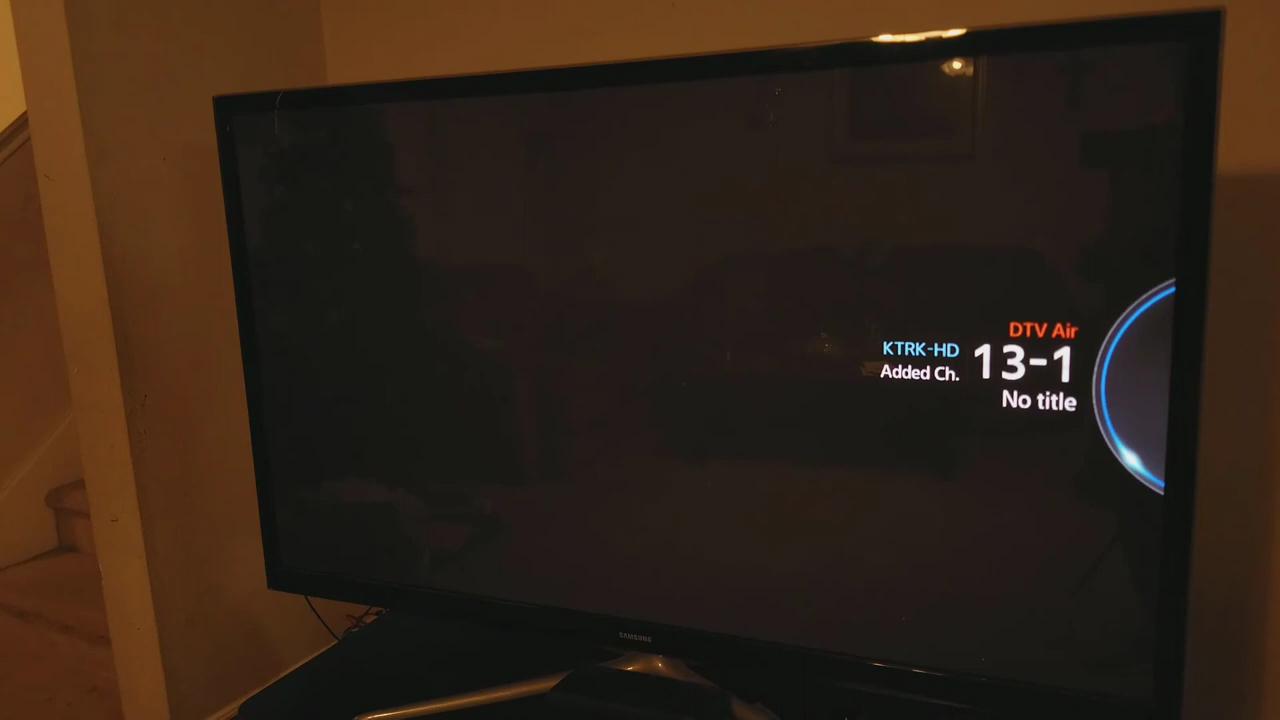 DTV Air
KTRK-HD
13-1
Added Ch.
No title
SAMSUNG